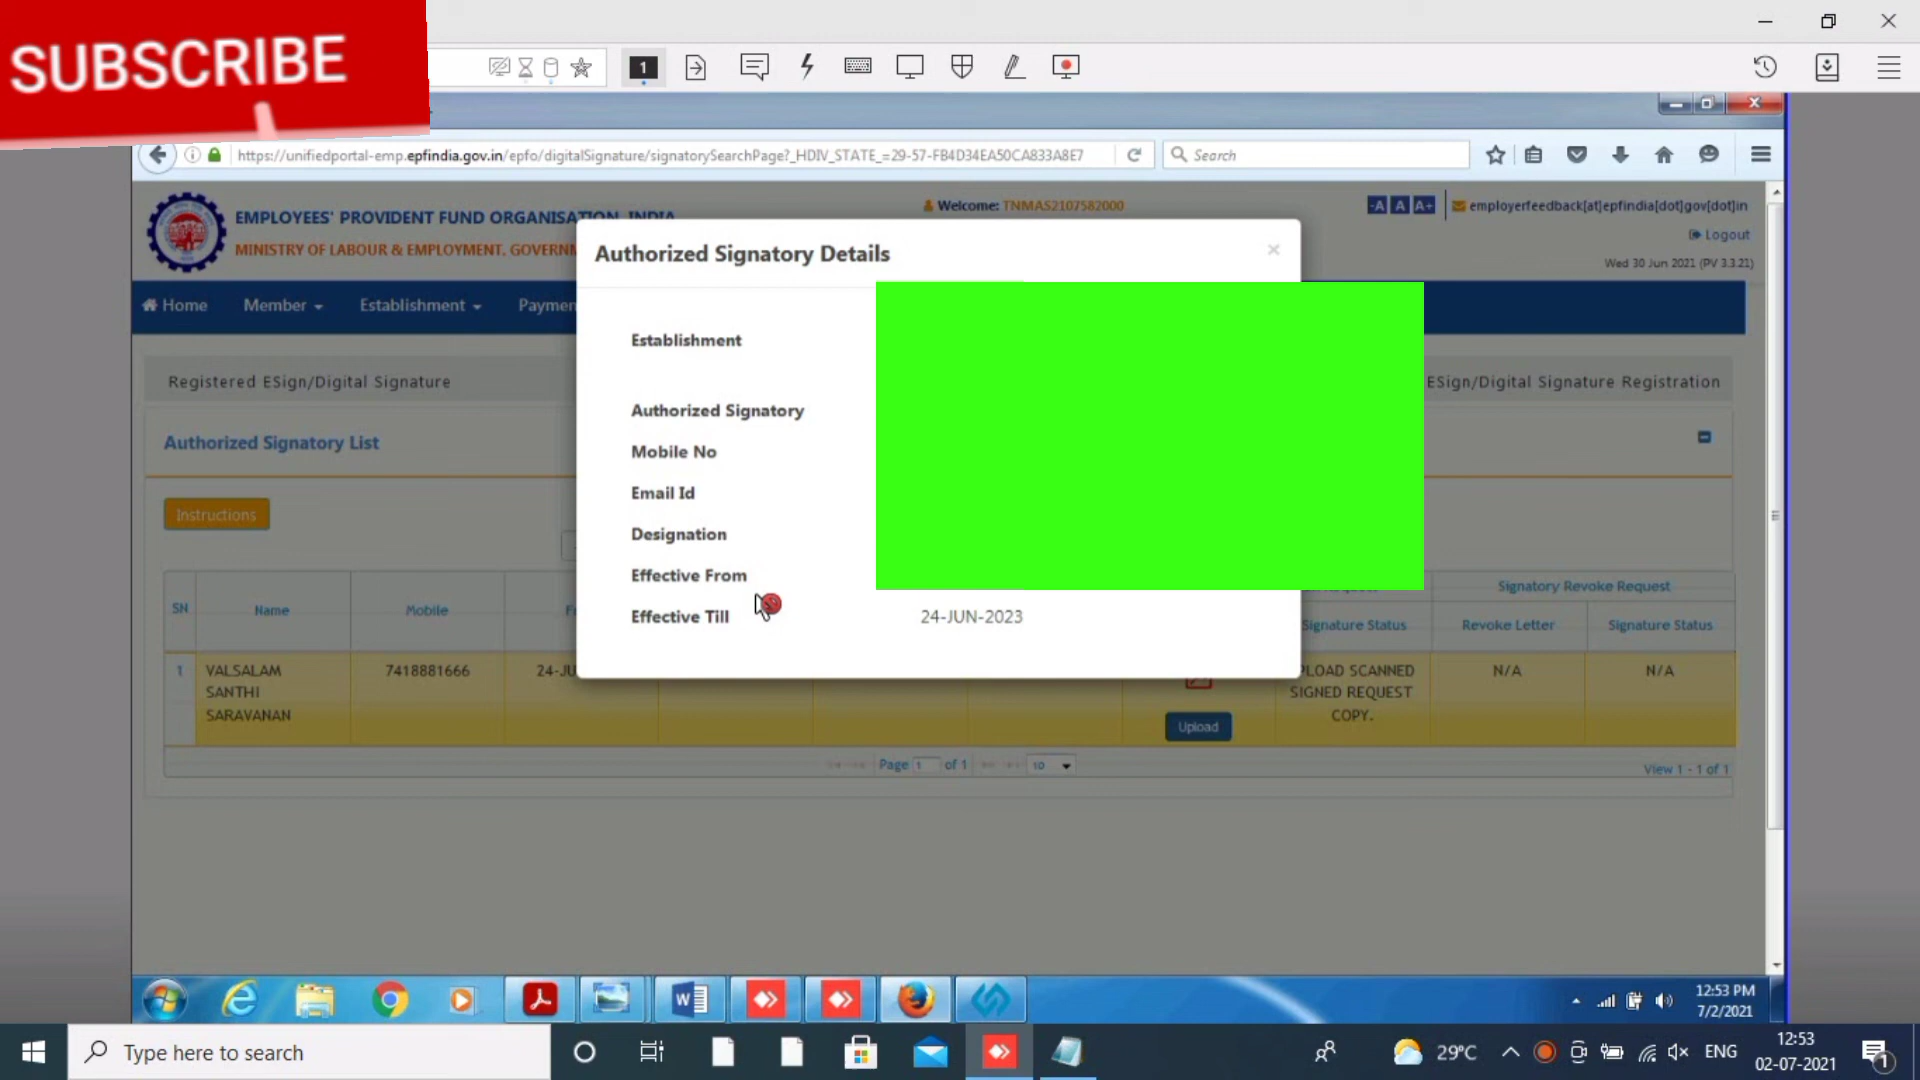 SUBSCRIBE
1
https://unifiedportal-emp.epfindia.gov.in/epfo/digitalSignature/signatorySearchPage?_HDIV_STATE_=29-57-FB4D34EA50CA833A8E7
Search
EMPLOYEES' PROVIDENT FUND ORGANISATION, INDIA
MINISTRY OF LABOUR & EMPLOYMENT, GOVERNM
Welcome: TNMAS2107582000
-A A A+
employerfeedback[at]epfindia[dot]gov[dot]in
Logout
Wed 30 Jun 2021 (PV 3.3.21)
Home Member Establishment Paymen
Authorized Signatory Details
×
Establishment
Authorized Signatory
Mobile No
Email Id
Designation
Effective From
Effective Till 24-JUN-2023
Registered ESign/Digital Signature
ESign/Digital Signature Registration
Authorized Signatory List
Instructions
SN Name Mobile
Signatory Revoke Request
Signature Status Revoke Letter Signature Status
1 VALSALAM SANTHI SARAVANAN 7418881666 24-JU
PLOAD SCANNED SIGNED REQUEST COPY. N/A N/A
Upload
Page 1 of 1 10
View 1 - 1 of 1
12:53 PM
7/2/2021
Type here to search
29°C
ENG
12:53
02-07-2021
1